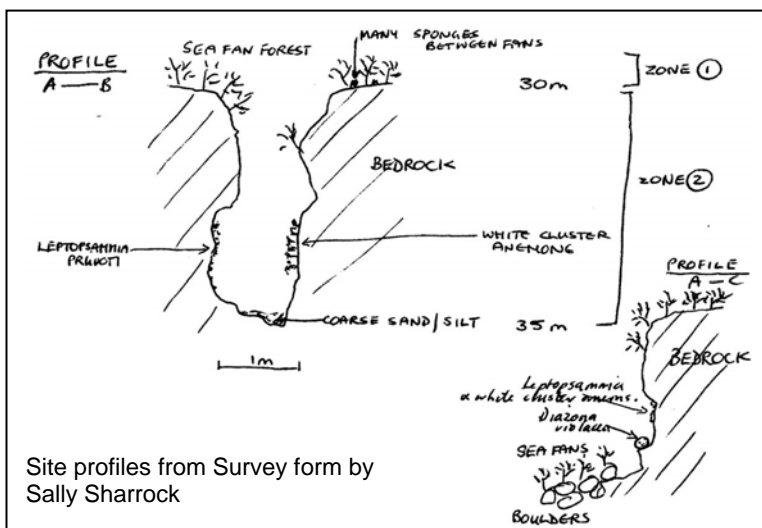 PROFILE
A — B
SEA FAN FOREST
MANY SPONGES
BETWEEN FANS
ZONE ①
30m
BEDROCK
ZONE ②
LEPTOPSAMMIA
PRUVOTI
WHITE CLUSTER
ANEMONE
COARSE SAND/SILT
35m
1m
PROFILE
A — C
BEDROCK
Leptopsammia
& white cluster anems.
Diazona
violacea
SEA FANS
BOULDERS
Site profiles from Survey form by
Sally Sharrock